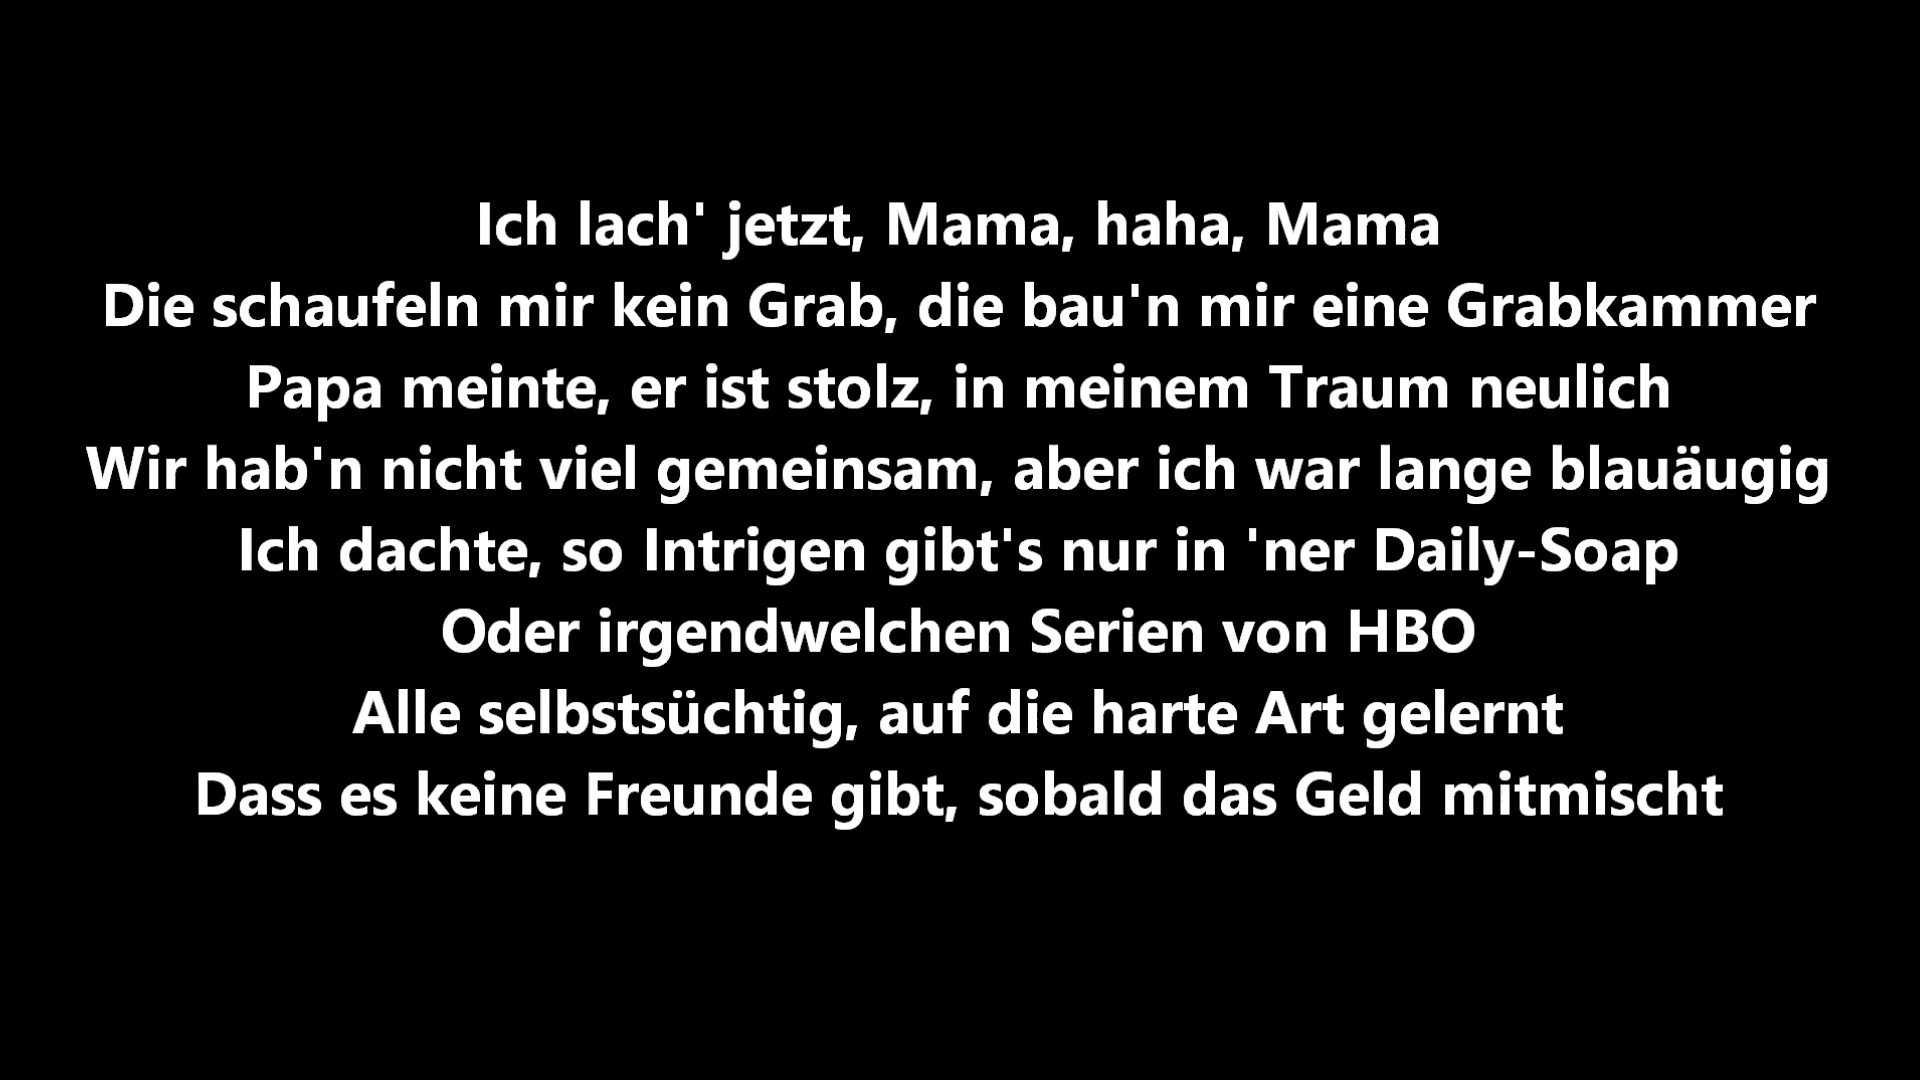 Ich lach' jetzt, Mama, haha, Mama
Die schaufeln mir kein Grab, die bau'n mir eine Grabkammer
Papa meinte, er ist stolz, in meinem Traum neulich
Wir hab'n nicht viel gemeinsam, aber ich war lange blauäugig
Ich dachte, so Intrigen gibt's nur in 'ner Daily-Soap
Oder irgendwelchen Serien von HBO
Alle selbstsüchtig, auf die harte Art gelernt
Dass es keine Freunde gibt, sobald das Geld mitmischt